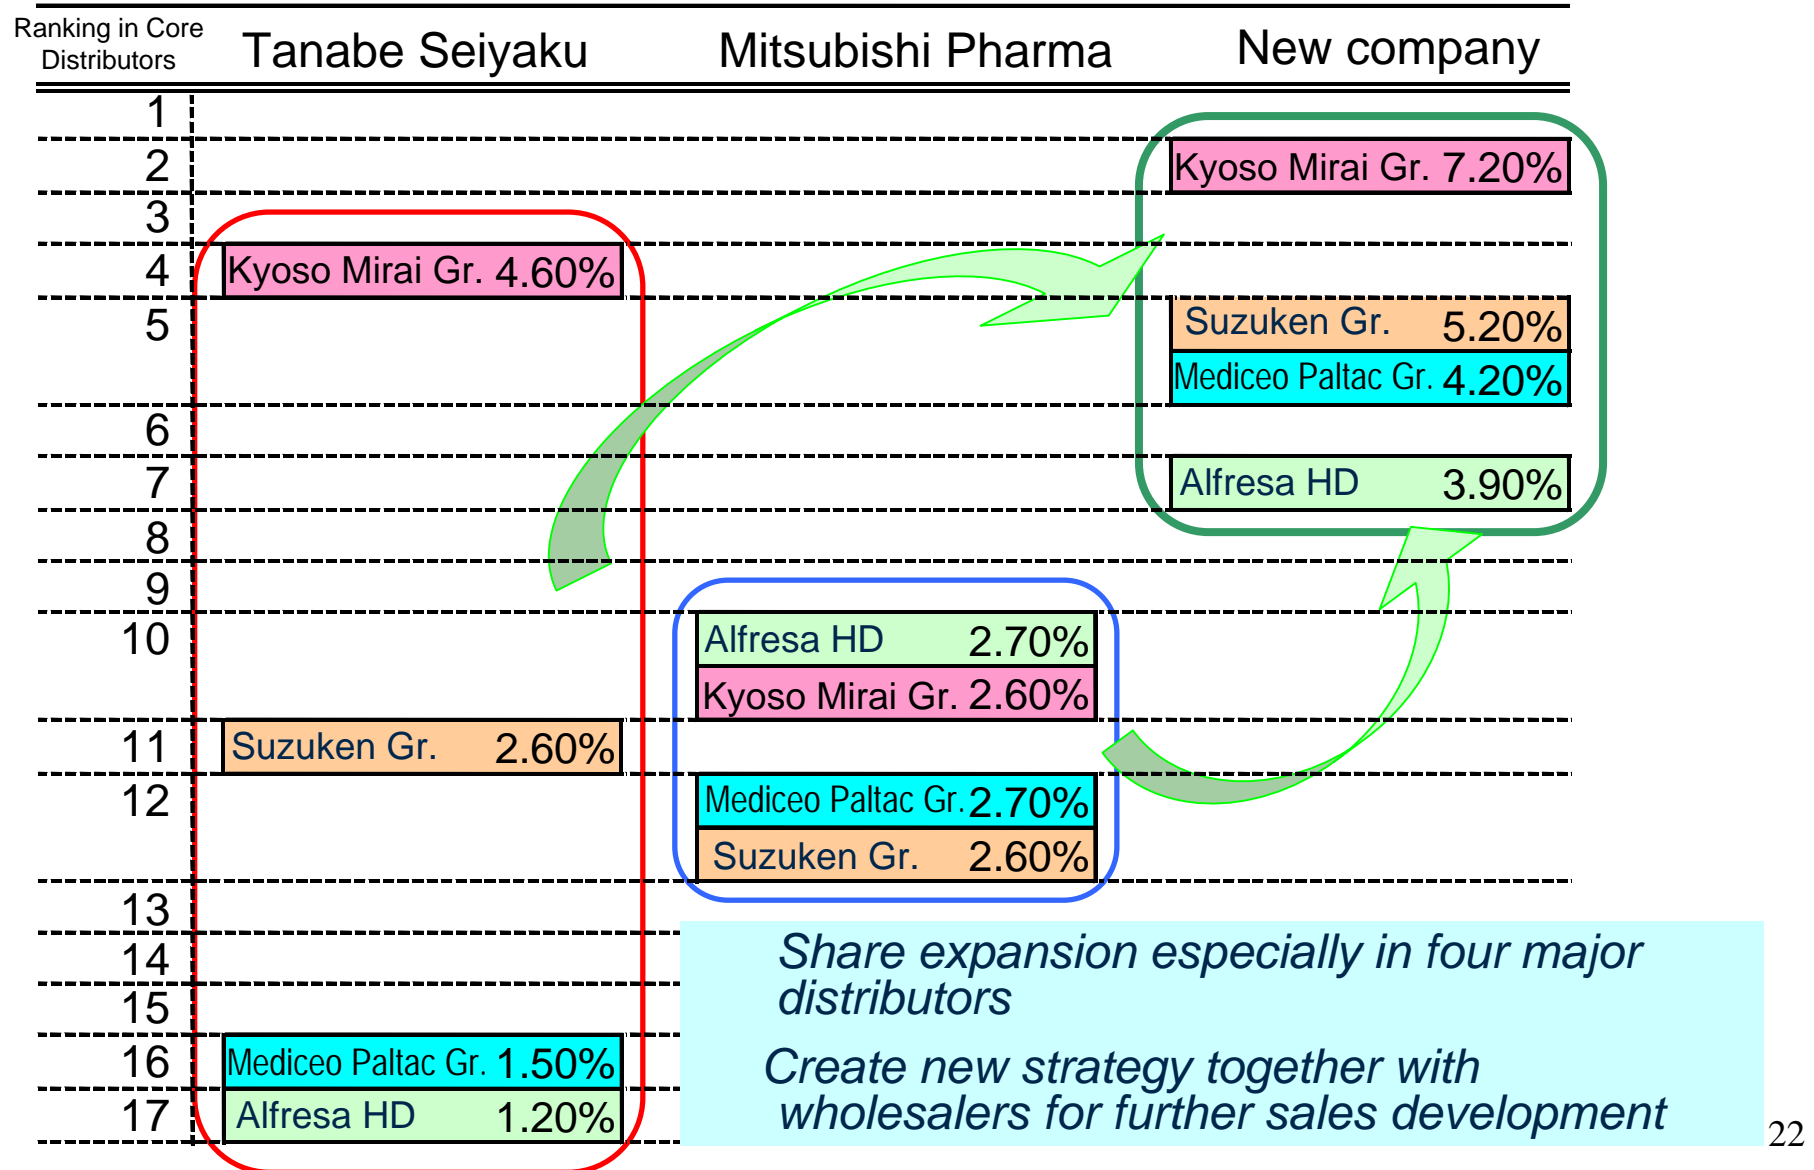 Ranking in Core
Distributors
Tanabe Seiyaku
Mitsubishi Pharma
New company
1
2
Kyoso Mirai Gr. 7.20%
3
4
Kyoso Mirai Gr. 4.60%
5
Suzuken Gr. 5.20%
Mediceo Paltac Gr. 4.20%
6
7
Alfresa HD 3.90%
8
9
10
Alfresa HD 2.70%
Kyoso Mirai Gr. 2.60%
11
Suzuken Gr. 2.60%
12
Mediceo Paltac Gr. 2.70%
Suzuken Gr. 2.60%
13
14
15
16
Mediceo Paltac Gr. 1.50%
17
Alfresa HD 1.20%
Share expansion especially in four major
distributors
Create new strategy together with
wholesalers for further sales development
22